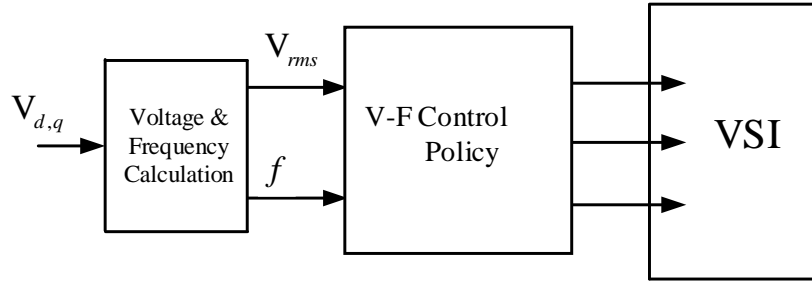 V_{d,q}
Voltage &
Frequency
Calculation
V_{rms}
f
V-F Control
Policy
VSI